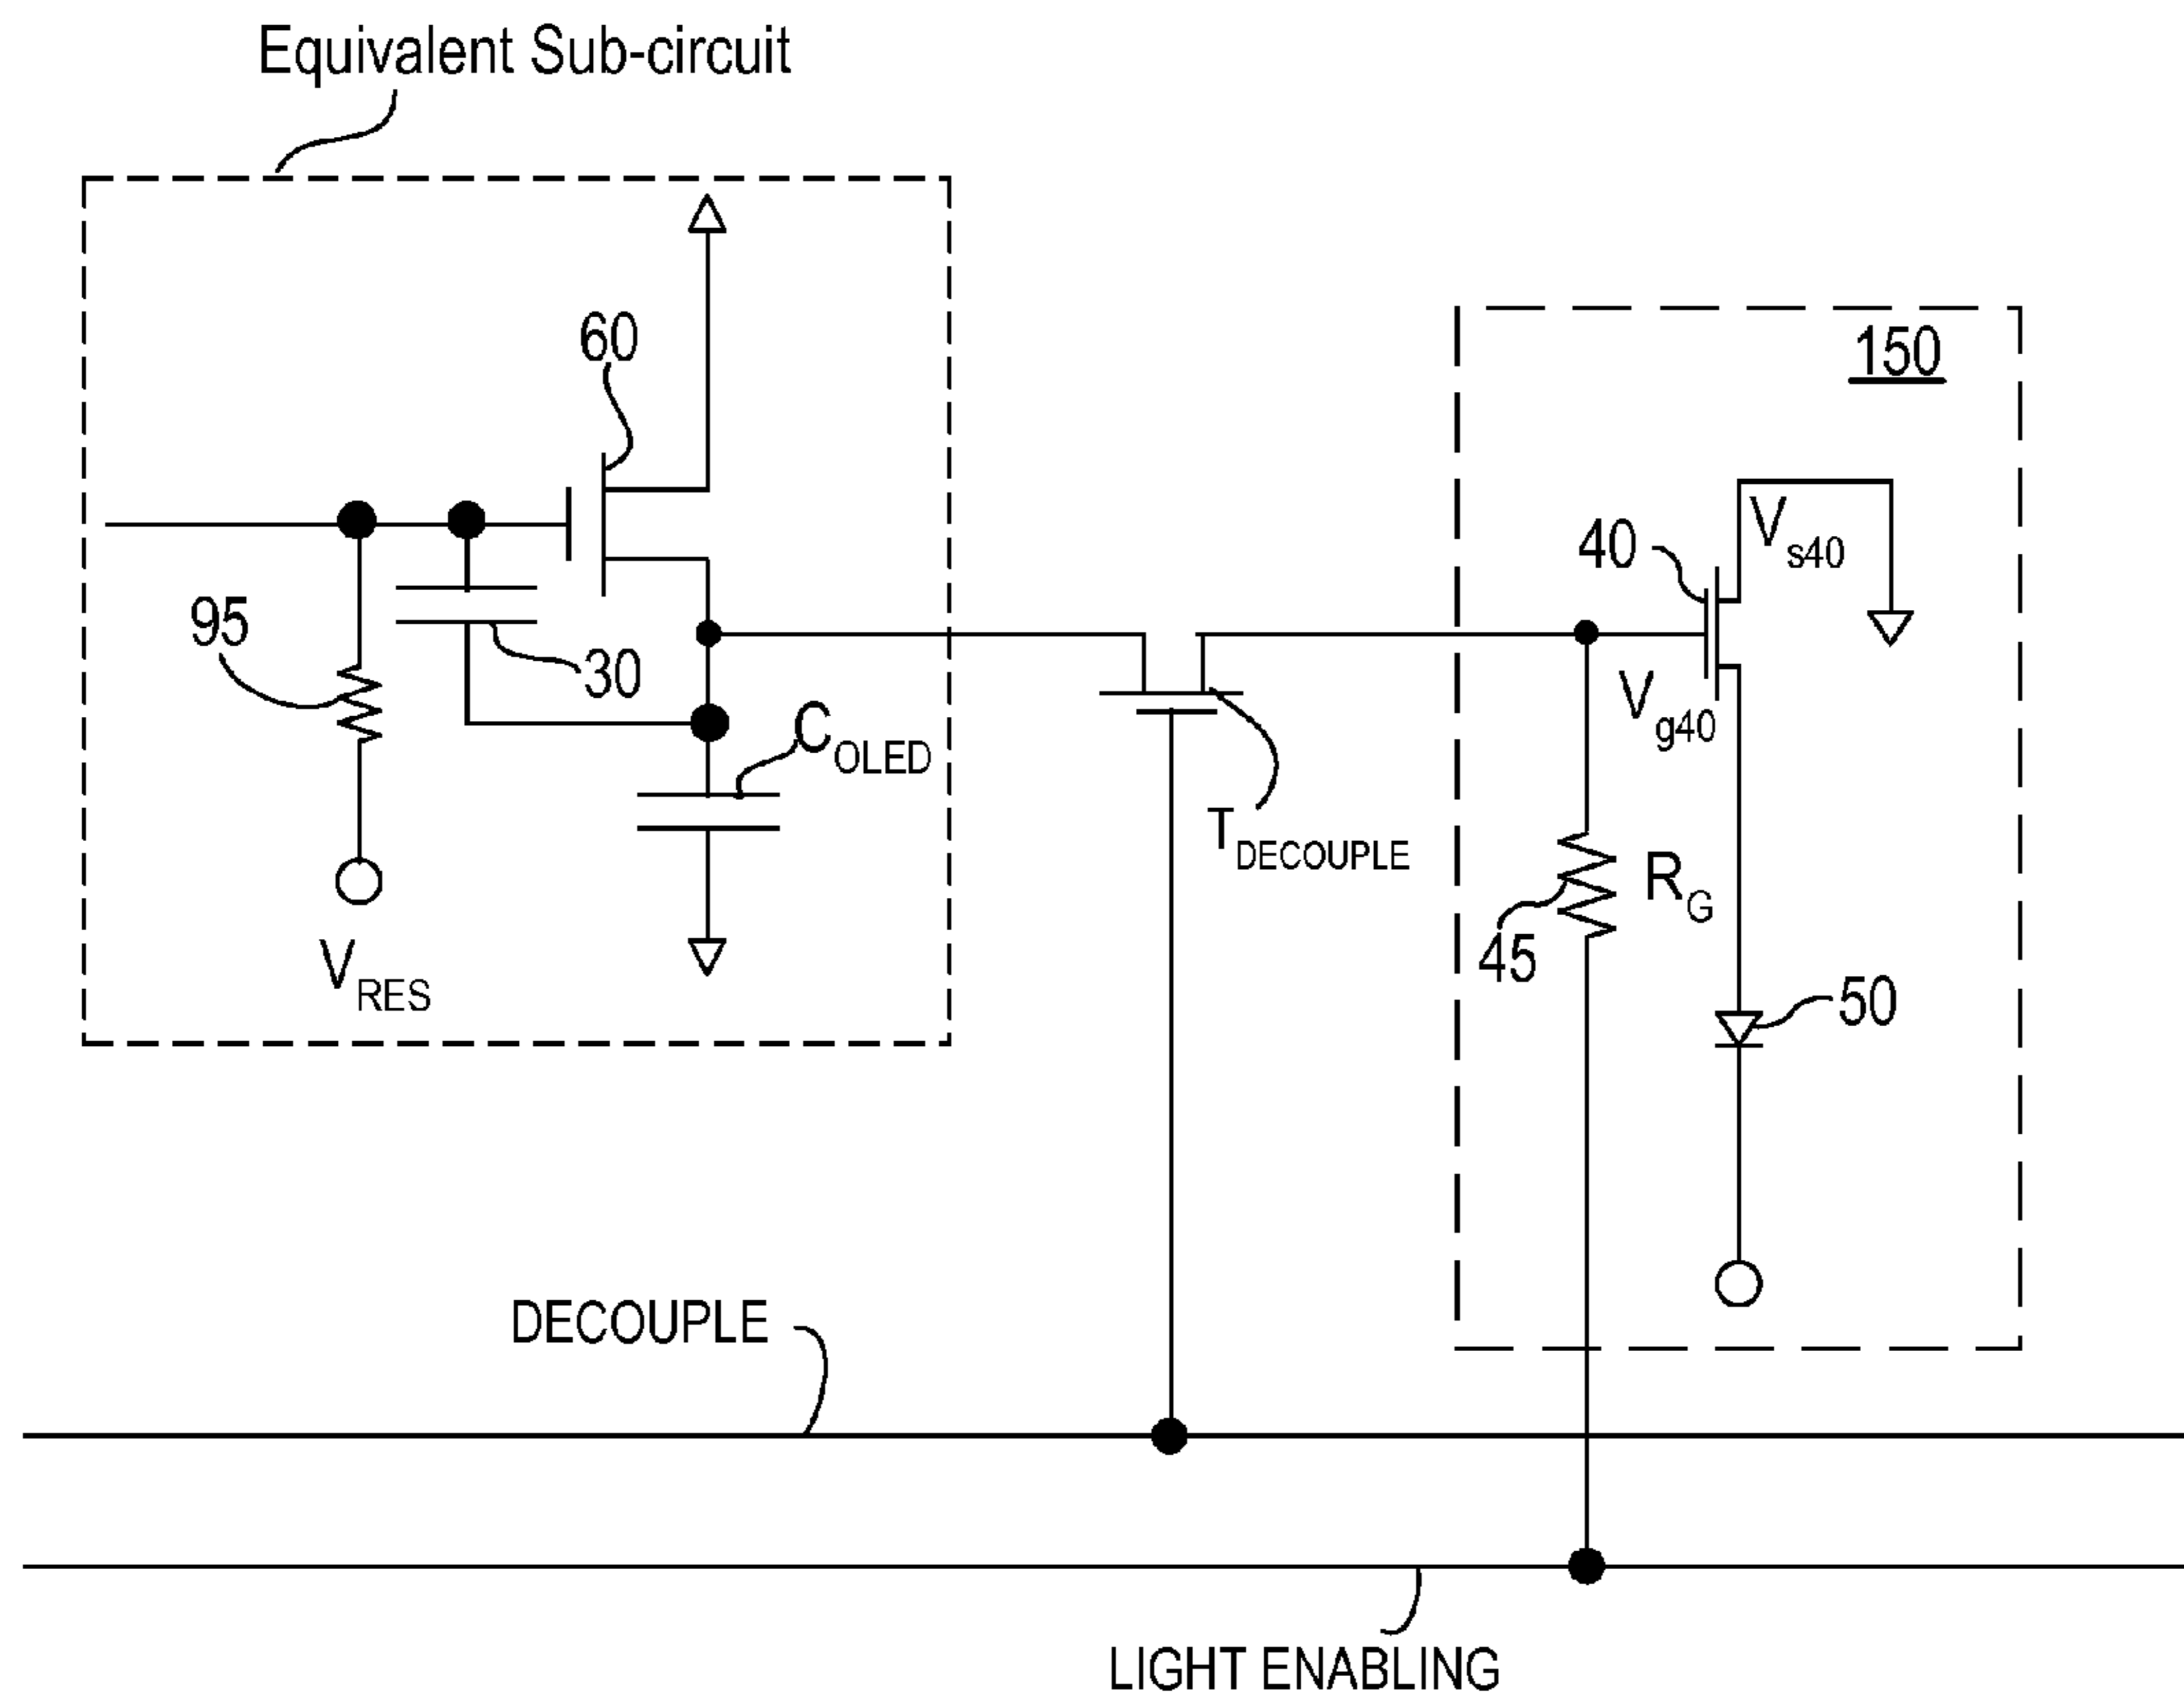 Equivalent Sub-circuit
60
150
40
Vs40
95
30
COLED
Vg40
TDECOUPLE
RG
45
50
VRES
DECOUPLE
LIGHT ENABLING